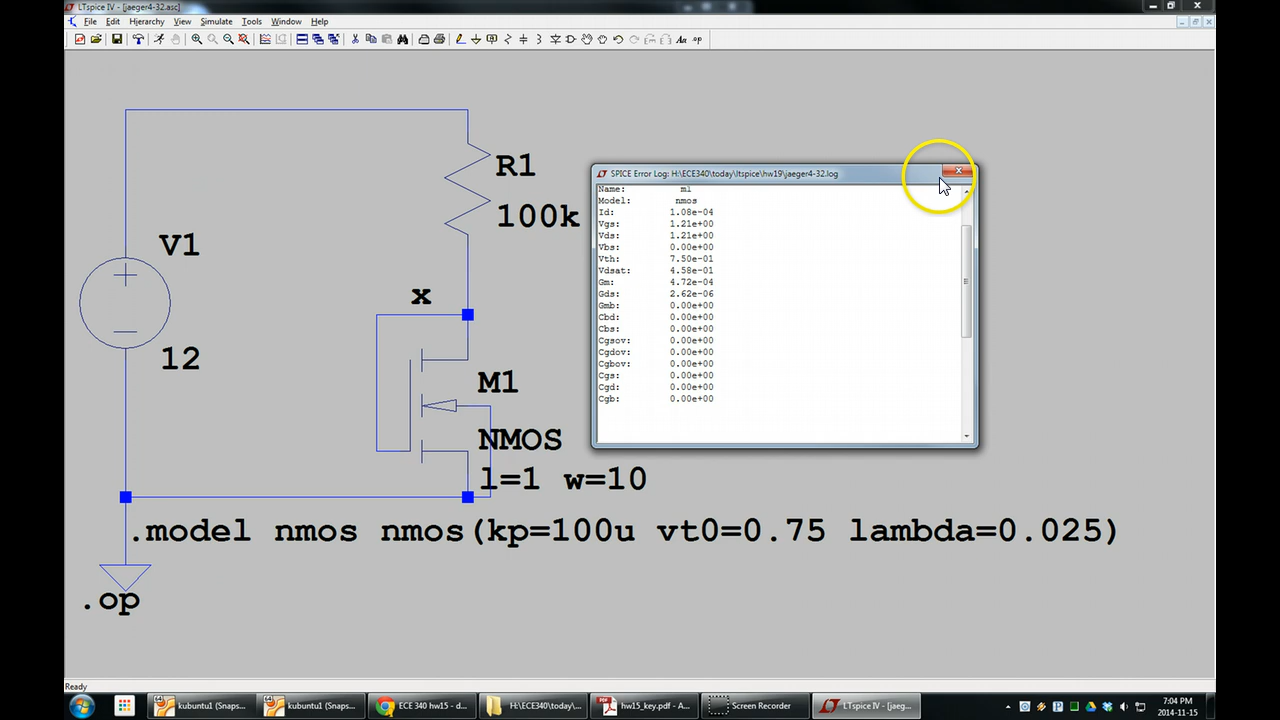 LTspice IV - [jaeger4-32.asc]
File Edit Hierarchy View Simulate Tools Window Help
R1
100k
V1
12
x
M1
NMOS
l=1 w=10
.model nmos nmos(kp=100u vt0=0.75 lambda=0.025)
.op
SPICE Error Log: H:\ECE340\today\ltspice\hw19\jaeger4-32.log
Name: m1
Model: nmos
Id: 1.08e-04
Vgs: 1.21e+00
Vds: 1.21e+00
Vbs: 0.00e+00
Vth: 7.50e-01
Vdsat: 4.58e-01
Gm: 4.72e-04
Gds: 2.62e-06
Gmb: 0.00e+00
Cbd: 0.00e+00
Cbs: 0.00e+00
Cgsov: 0.00e+00
Cgdov: 0.00e+00
Cgbov: 0.00e+00
Cgs: 0.00e+00
Cgd: 0.00e+00
Cgb: 0.00e+00
Ready
kubuntu1 (Snaps...
kubuntu1 (Snaps...
ECE 340 hw15 - d...
H:\ECE340\today\...
hw15_key.pdf - A...
Screen Recorder
LTspice IV - [jaeg...
7:04 PM
2014-11-15